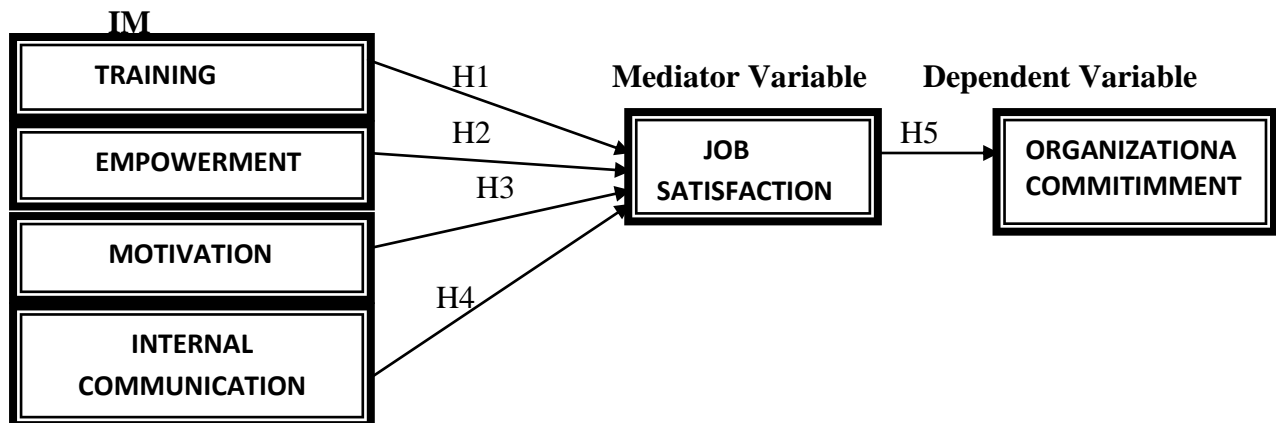 IM
TRAINING
EMPOWERMENT
MOTIVATION
INTERNAL
COMMUNICATION
H1
H2
H3
H4
Mediator Variable
JOB
SATISFACTION
H5
Dependent Variable
ORGANIZATIONA
COMMITIMMENT